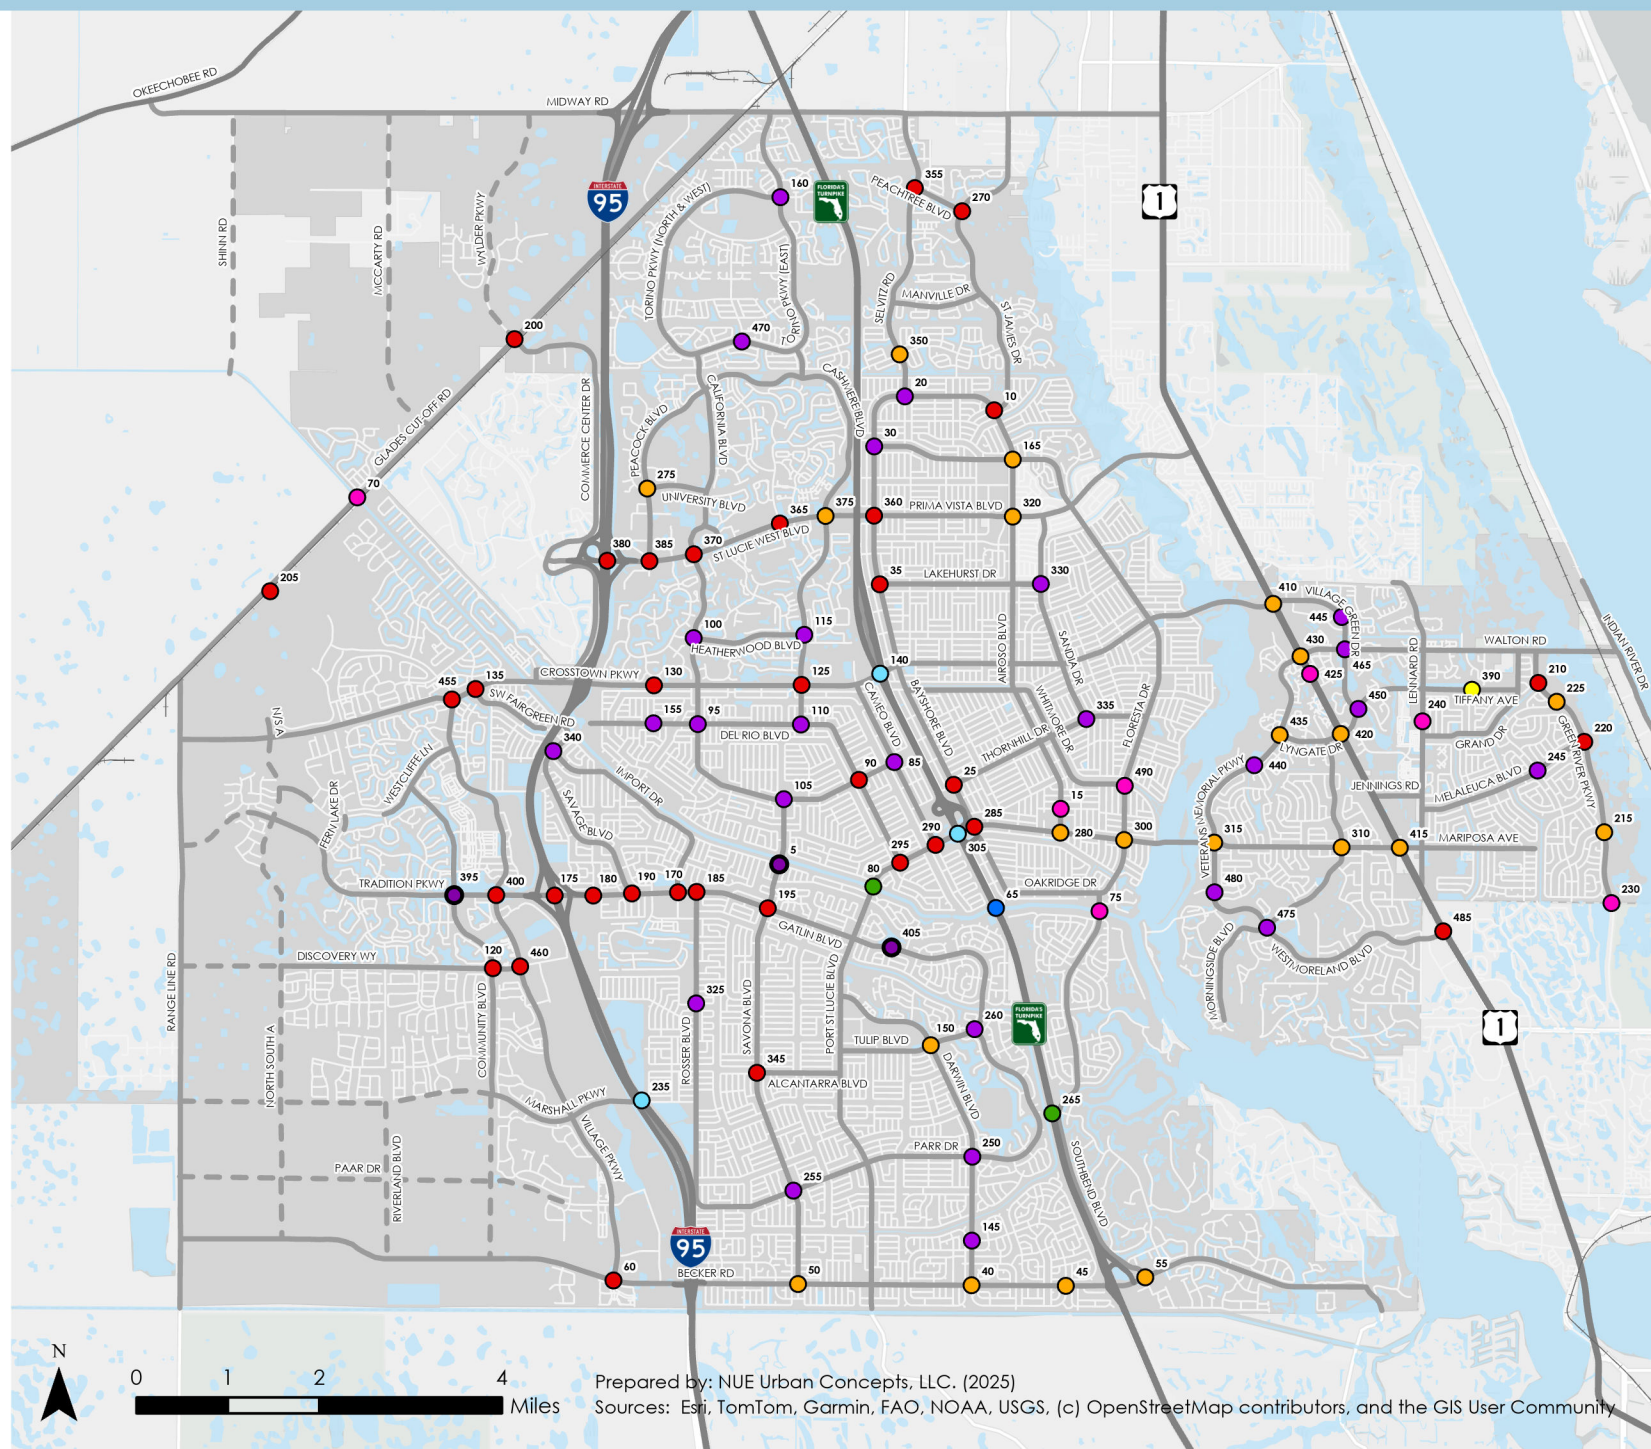 OKEECHOBEE RD
MIDWAY RD
INTERSTATE
95
FLORIDA'S
TURNPIKE
1
SHINN RD
MCCARTY RD
WYLDER PKWY
TORINO PKWY (NORTH & WEST)
160
PEACHTREE BLVD
355
270
TORINO PKWY (EAST)
SELVITZ RD
MANVILLE DR
ST JAMES DR
200
470
350
20
10
GLADES CUT-OFF RD
COMMERCE CENTER DR
PEACOCK BLVD
CALIFORNIA BLVD
CASHMERE BLVD
30
165
70
275
UNIVERSITY BLVD
365
375
360
PRIMA VISTA BLVD
320
380
385
370
ST LUCIE WEST BLVD
205
35
LAKEHURST DR
330
410
VILLAGE GREEN DR
445
100
HEATHERWOOD BLVD
115
AIROSO BLVD
SANDIA DR
430
465
LENNARD RD
WALTON RD
INDIAN RIVER DR
455
135
CROSSTOWN PKWY
130
125
140
425
390
TIFFANY AVE
210
225
N/S A
SW FAIRGREEN RD
155
95
DEL RIO BLVD
110
CAMEO BLVD
BAYSHORE BLVD
WHITMORE DR
335
FLORESTA DR
450
240
340
THORNHILL DR
435
LYNGATE DR
420
GRAND DR
220
GREEN RIVER PKWY
WESTCLIFFE LN
IMPORT DR
90
85
25
440
JENNINGS RD
MELALEUCA BLVD
245
FERN LAKE DR
SAVAGE BLVD
105
15
490
VETERANS MEMORIAL PKWY
290
285
305
280
300
315
310
415
MARIPOSA AVE
215
5
295
TRADITION PKWY
395
400
175
180
190
170
185
80
65
OAKRIDGE DR
75
480
230
195
GATLIN BLVD
405
475
485
MORNINGSIDE BLVD
WESTMORELAND BLVD
RANGE LINE RD
DISCOVERY WY
120
460
COMMUNITY BLVD
325
ROSSER BLVD
SAVONA BLVD
PORT ST LUCIE BLVD
260
FLORIDA'S
TURNPIKE
1
NORTH SOUTH A
TULIP BLVD
150
DARWIN BLVD
345
ALCANTARRA BLVD
235
MARSHALL PKWY
265
VILLAGE PKWY
PARR DR
250
SOUTHBEND BLVD
PAAR DR
RIVERLAND BLVD
255
145
INTERSTATE
95
60
BECKER RD
50
40
45
55
N
0 1 2 4
Miles
Prepared by: NUE Urban Concepts, LLC. (2025)
Sources: Esri, TomTom, Garmin, FAO, NOAA, USGS, (c) OpenStreetMap contributors, and the GIS User Community